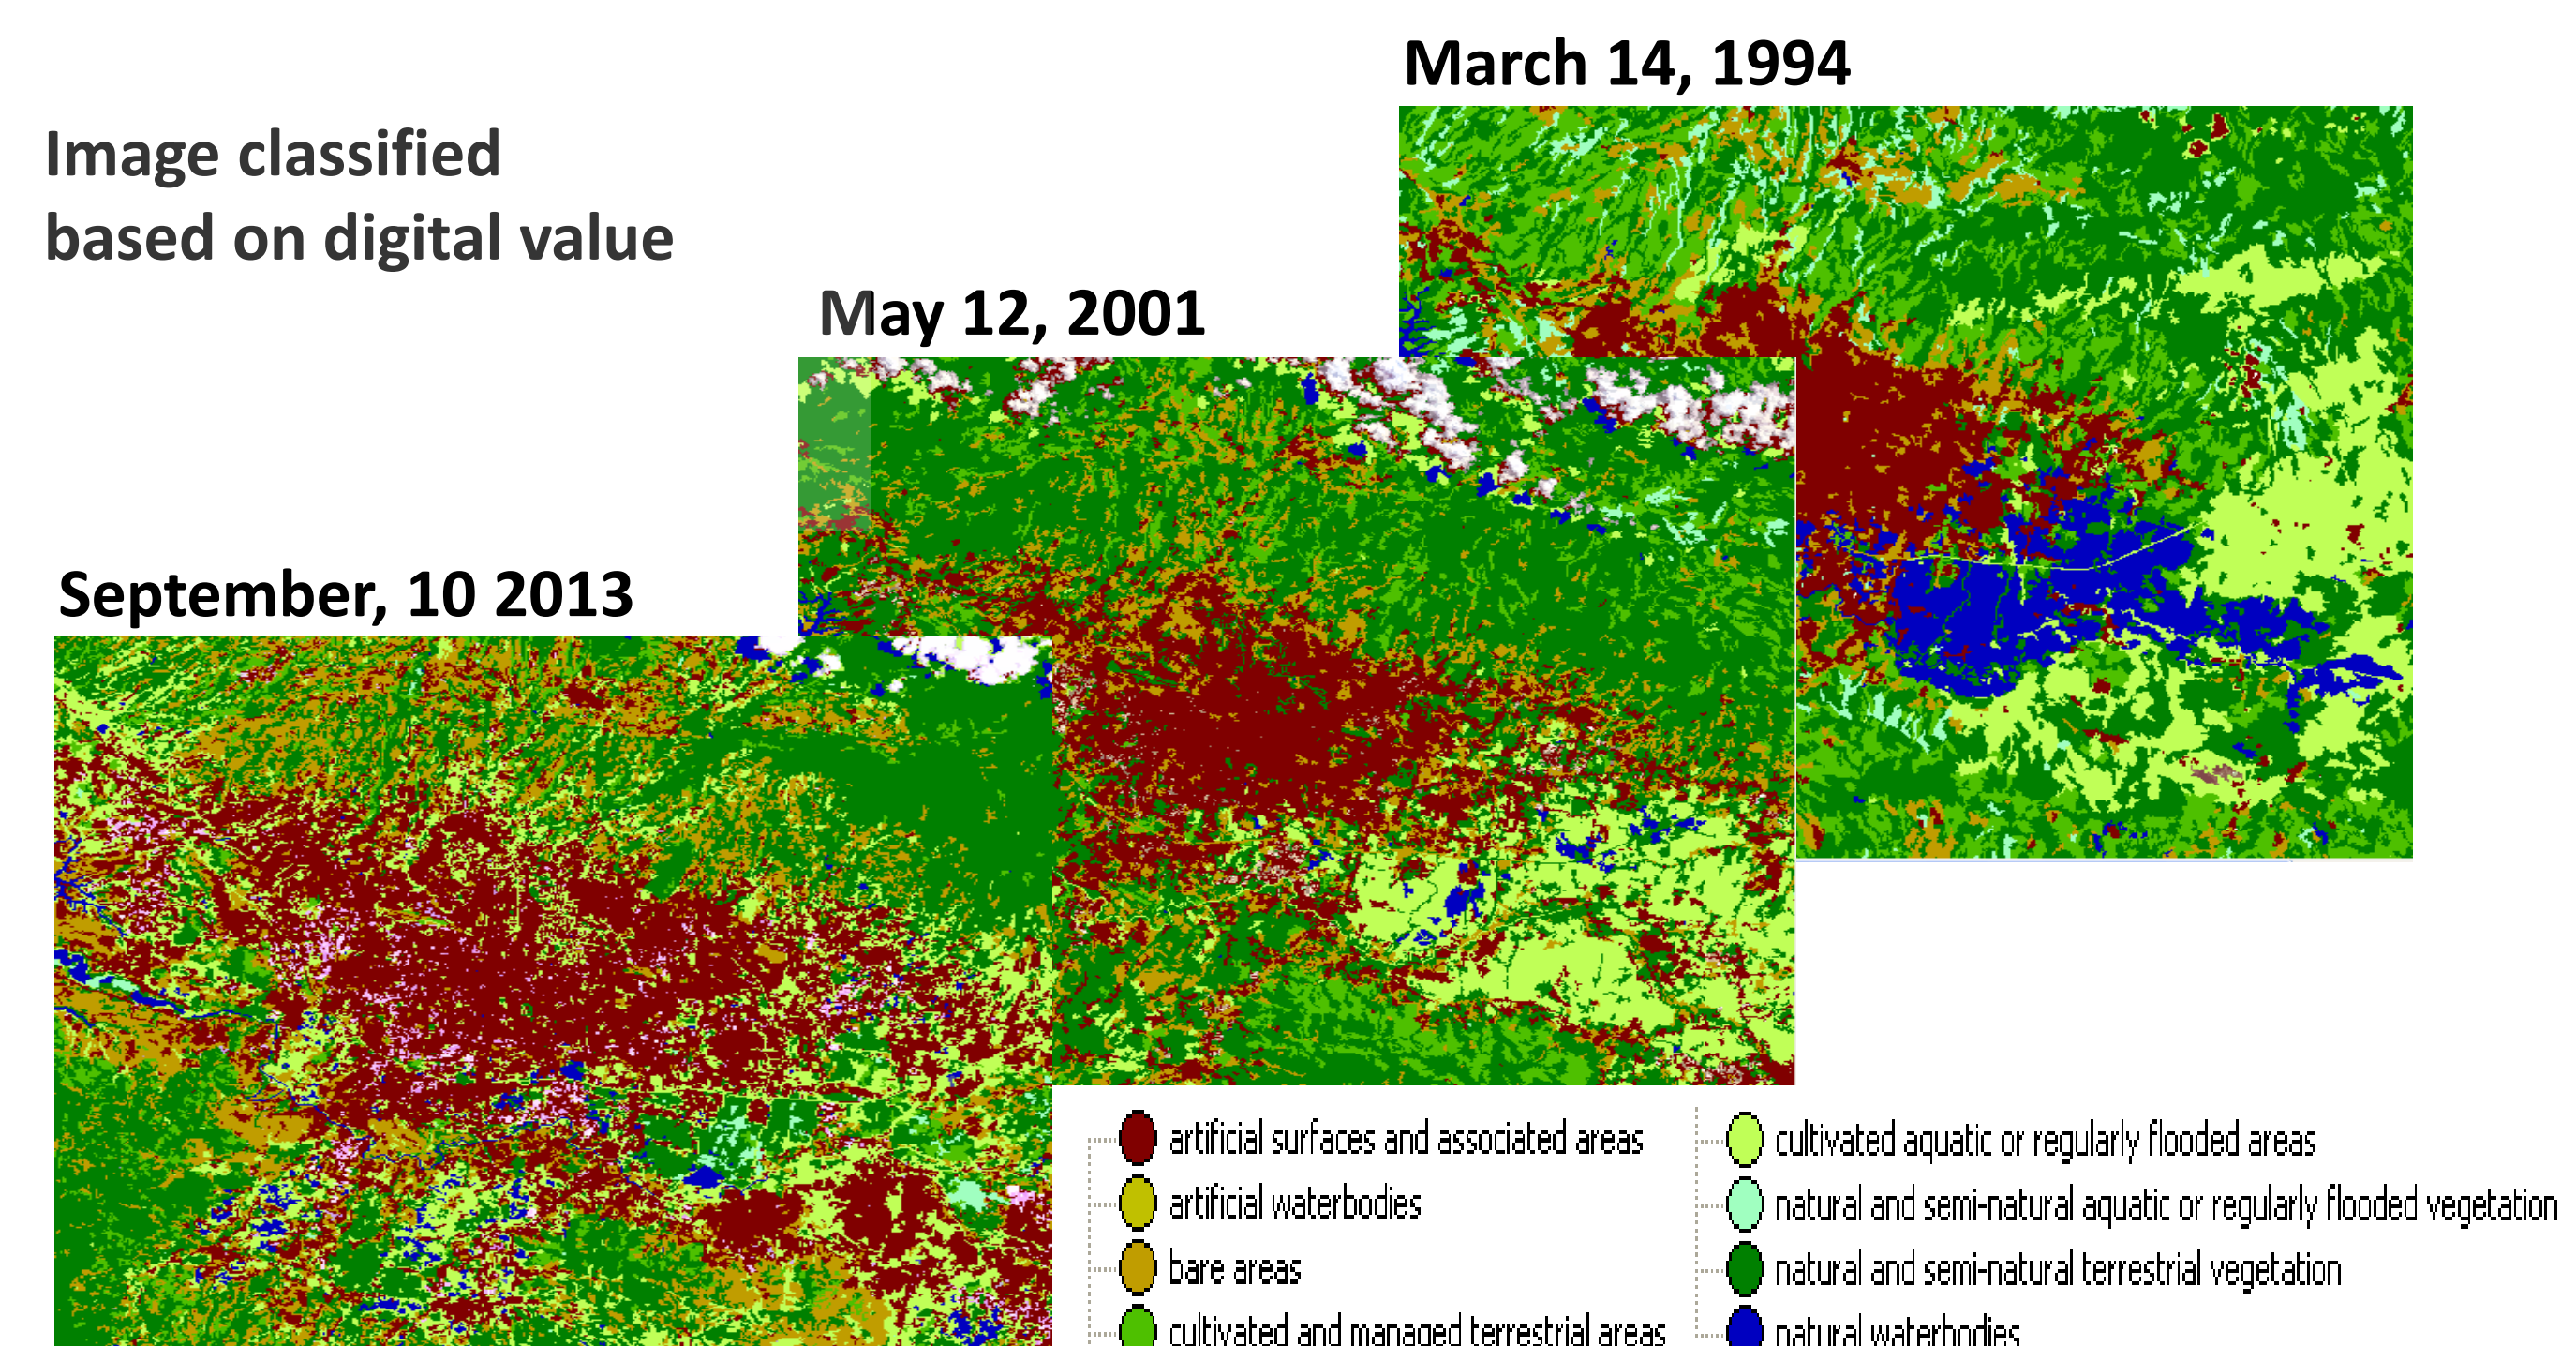 March 14, 1994
Image classified
based on digital value
May 12, 2001
September, 10 2013
artificial surfaces and associated areas
artificial waterbodies
bare areas
cultivated and managed terrestrial areas
cultivated aquatic or regularly flooded areas
natural and semi-natural aquatic or regularly flooded vegetation
natural and semi-natural terrestrial vegetation
natural waterbodies